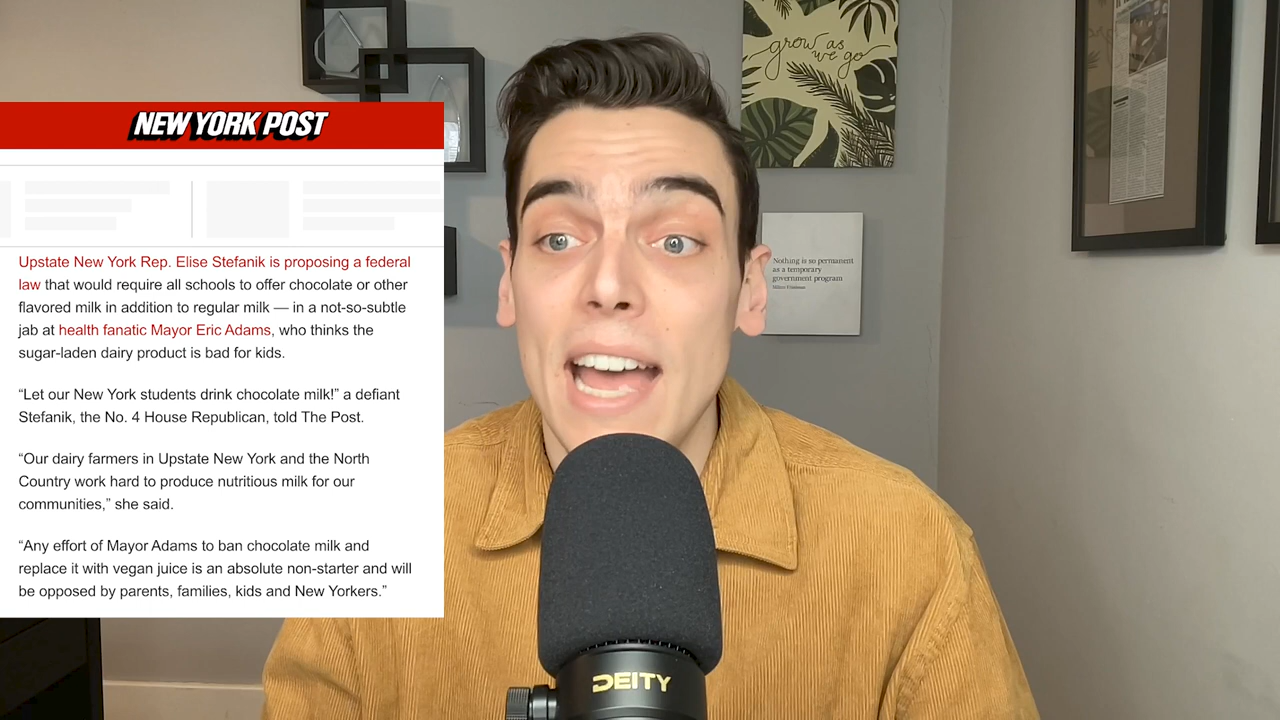 NEW YORK POST
Upstate New York Rep. Elise Stefanik is proposing a federal
law that would require all schools to offer chocolate or other
flavored milk in addition to regular milk — in a not-so-subtle
jab at health fanatic Mayor Eric Adams, who thinks the
sugar-laden dairy product is bad for kids.
“Let our New York students drink chocolate milk!” a defiant
Stefanik, the No. 4 House Republican, told The Post.
“Our dairy farmers in Upstate New York and the North
Country work hard to produce nutritious milk for our
communities,” she said.
“Any effort of Mayor Adams to ban chocolate milk and
replace it with vegan juice is an absolute non-starter and will
be opposed by parents, families, kids and New Yorkers.”
grow as
we go
Nothing is so permanent
as a temporary
government program
Milton Friedman
DEITY